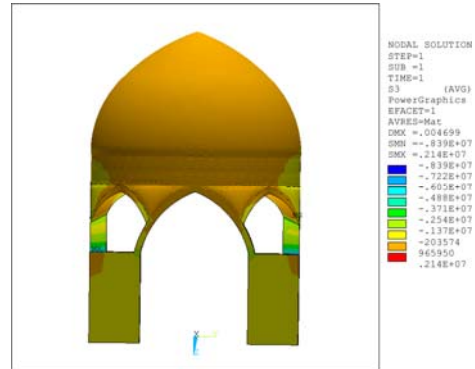 NODAL SOLUTION
STEP=1
SUB =1
TIME=1
S3 (AVG)
PowerGraphics
EFACET=1
AVRES=Mat
DMX =.004699
SMN =-.839E+07
SMX =.214E+07
-.839E+07
-.722E+07
-.605E+07
-.488E+07
-.371E+07
-.254E+07
-.137E+07
-203574
965950
.214E+07
X